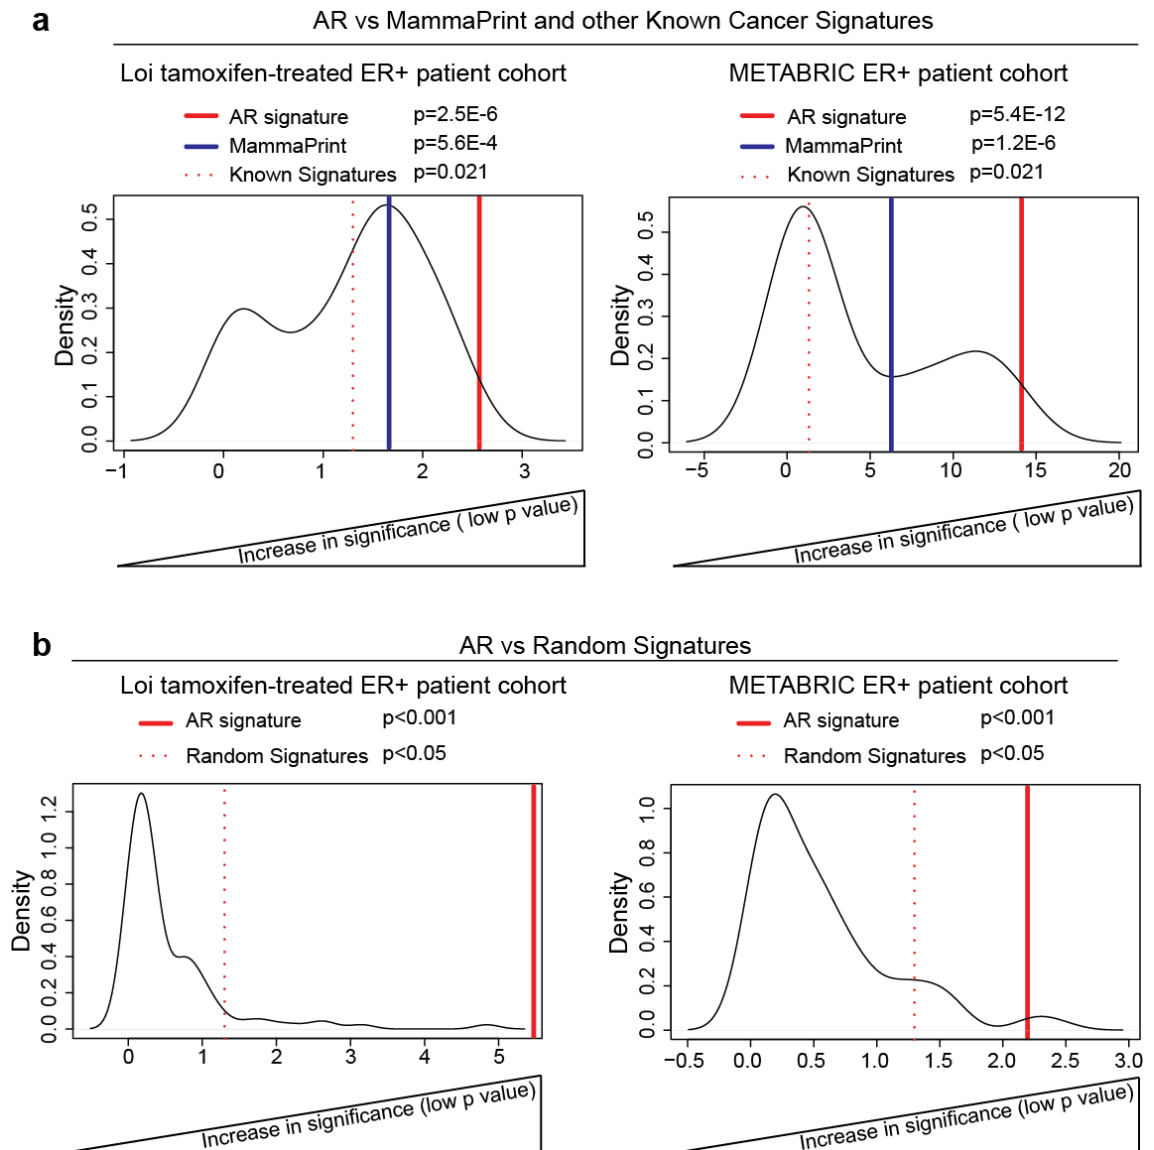 a
AR vs MammaPrint and other Known Cancer Signatures
Loi tamoxifen-treated ER+ patient cohort
AR signature p=2.5E-6
MammaPrint p=5.6E-4
Known Signatures p=0.021
Density
0.0 0.1 0.2 0.3 0.4 0.5
−1 0 1 2 3
Increase in significance ( low p value)
METABRIC ER+ patient cohort
AR signature p=5.4E-12
MammaPrint p=1.2E-6
Known Signatures p=0.021
Density
0.0 0.1 0.2 0.3 0.4 0.5
−5 0 5 10 15 20
Increase in significance ( low p value)
b
AR vs Random Signatures
Loi tamoxifen-treated ER+ patient cohort
AR signature p<0.001
Random Signatures p<0.05
Density
0.0 0.2 0.4 0.6 0.8 1.0 1.2
0 1 2 3 4 5
Increase in significance (low p value)
METABRIC ER+ patient cohort
AR signature p<0.001
Random Signatures p<0.05
Density
0.0 0.2 0.4 0.6 0.8 1.0
−0.5 0.0 0.5 1.0 1.5 2.0 2.5 3.0
Increase in significance (low p value)